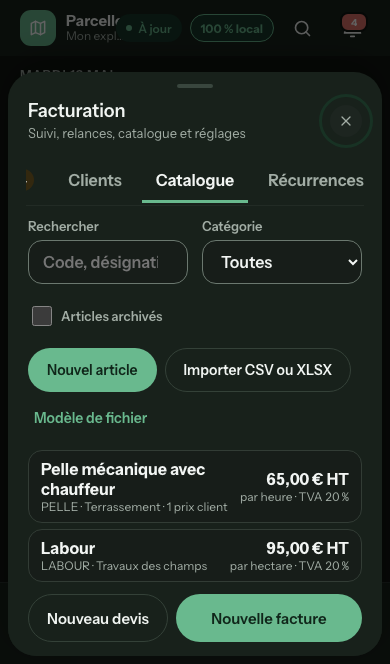 Parcelle
À jour
100 % local
4
Mon expl...
Facturation
Suivi, relances, catalogue et réglages
Clients
Catalogue
Récurrences
Rechercher
Catégorie
Code, désignati
Toutes
Articles archivés
Nouvel article
Importer CSV ou XLSX
Modèle de fichier
Pelle mécanique avec
chauffeur
65,00 € HT
PELLE · Terrassement · 1 prix client
par heure · TVA 20 %
Labour
95,00 € HT
LABOUR · Travaux des champs
par hectare · TVA 20 %
Nouveau devis
Nouvelle facture